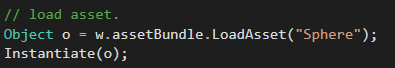 // load asset.
Object o = w.assetBundle.LoadAsset("Sphere");
Instantiate(o);